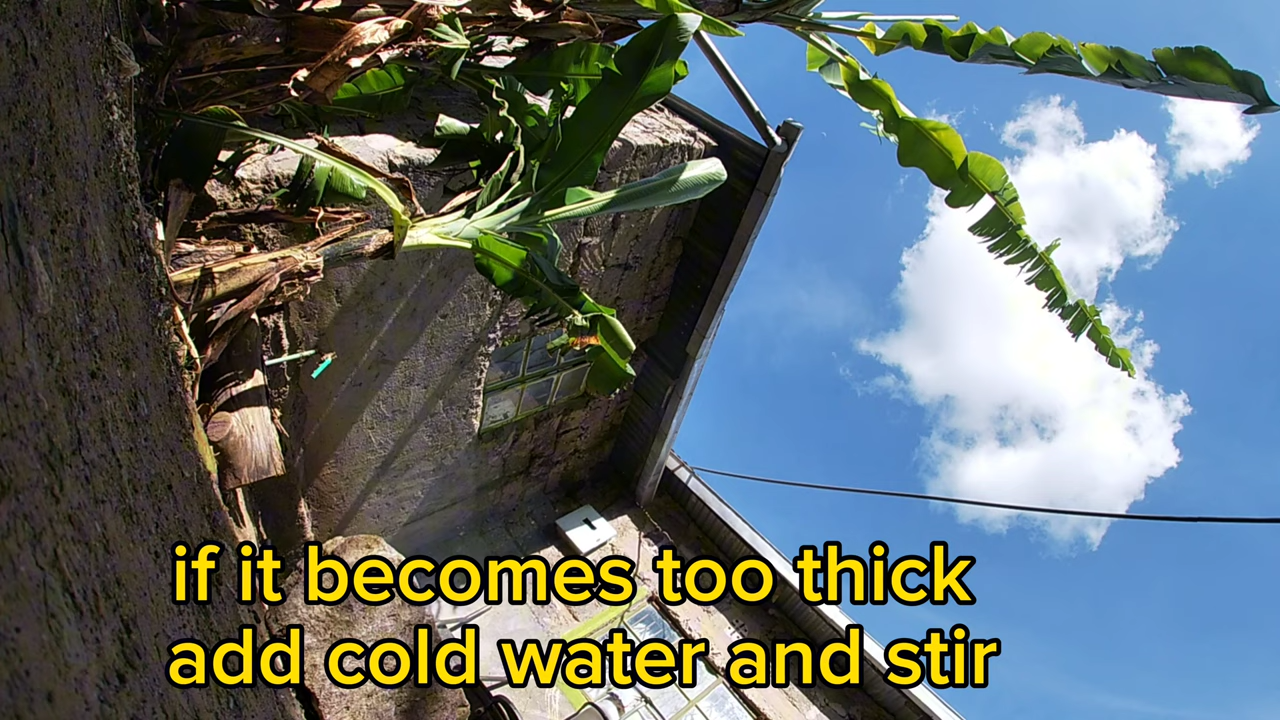 if it becomes too thick
add cold water and stir